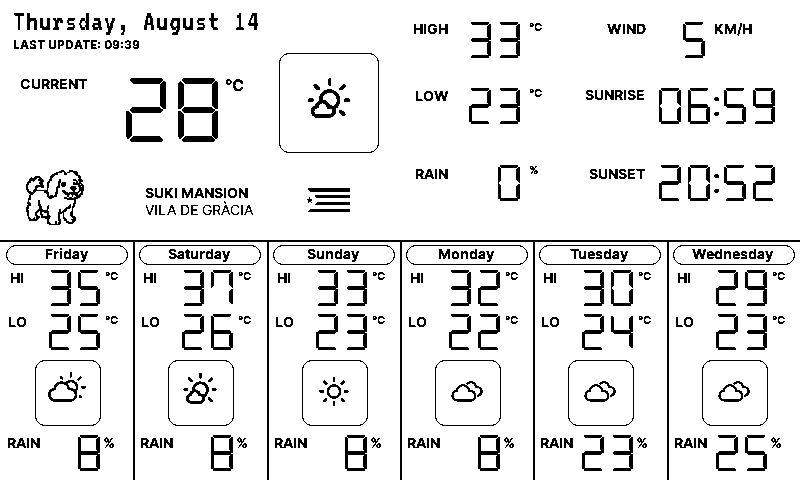 Thursday, August 14
LAST UPDATE: 09:39
CURRENT 28 °C
HIGH 33 °C
LOW 23 °C
RAIN 0 %
WIND 5 KM/H
SUNRISE 06:59
SUNSET 20:52
SUKI MANSION
VILA DE GRÀCIA
Friday
HI 35 °C
LO 25 °C
RAIN 8 %
Saturday
HI 37 °C
LO 26 °C
RAIN 8 %
Sunday
HI 33 °C
LO 23 °C
RAIN 8 %
Monday
HI 32 °C
LO 22 °C
RAIN 8 %
Tuesday
HI 30 °C
LO 24 °C
RAIN 23 %
Wednesday
HI 29 °C
LO 23 °C
RAIN 25 %